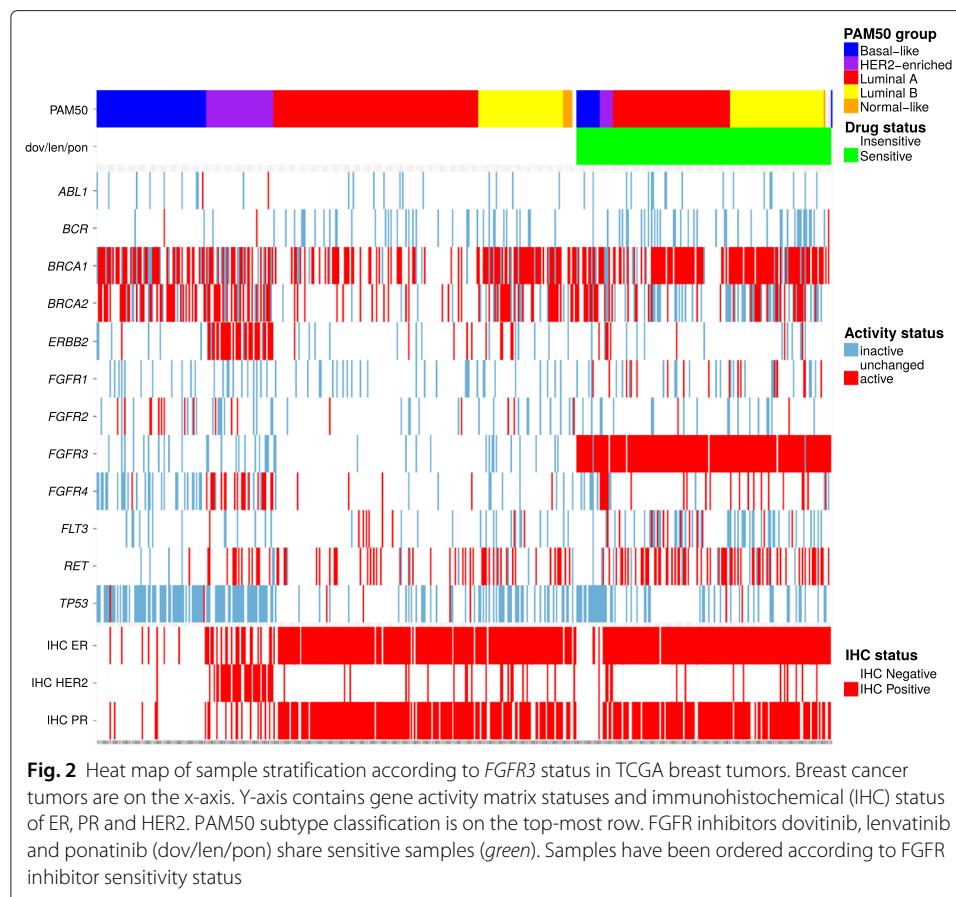 PAM50 group
Basal-like
HER2-enriched
Luminal A
Luminal B
Normal-like
Drug status
Insensitive
Sensitive
PAM50
dov/len/pon
ABL1
BCR
BRCA1
BRCA2
ERBB2
FGFR1
FGFR2
FGFR3
FGFR4
FLT3
RET
TP53
IHC ER
IHC HER2
IHC PR
Activity status
inactive
unchanged
active
IHC status
IHC Negative
IHC Positive
Fig. 2 Heat map of sample stratification according to FGFR3 status in TCGA breast tumors. Breast cancer
tumors are on the x-axis. Y-axis contains gene activity matrix statuses and immunohistochemical (IHC) status
of ER, PR and HER2. PAM50 subtype classification is on the top-most row. FGFR inhibitors dovitinib, lenvatinib
and ponatinib (dov/len/pon) share sensitive samples (green). Samples have been ordered according to FGFR
inhibitor sensitivity status